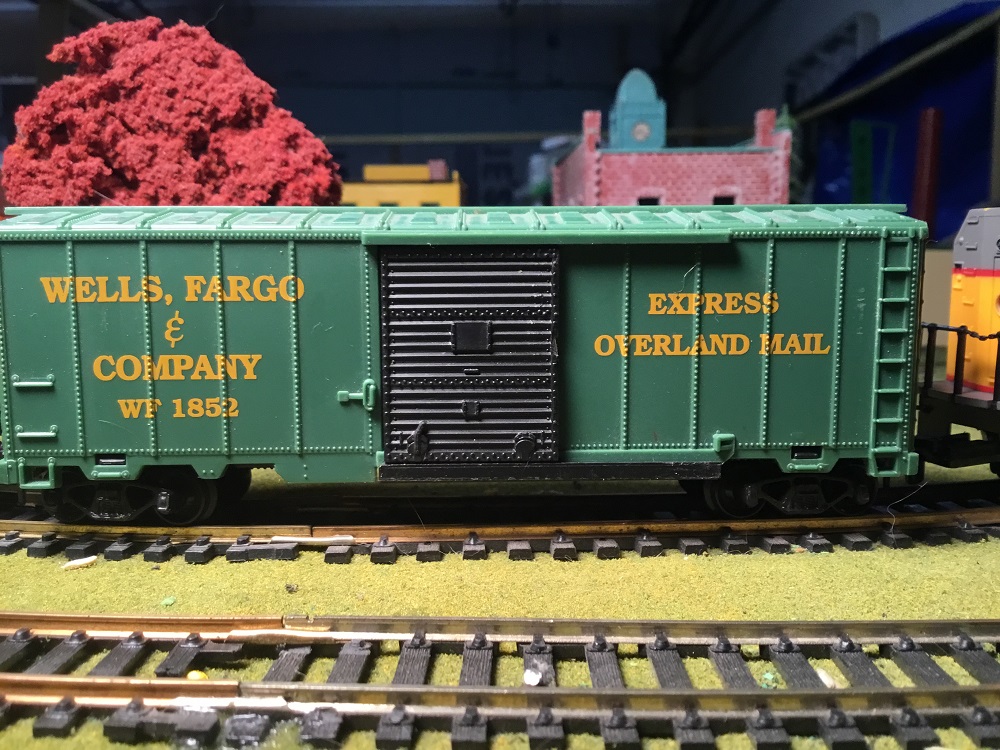 WELLS, FARGO
&
COMPANY
WF 1852
EXPRESS
OVERLAND MAIL